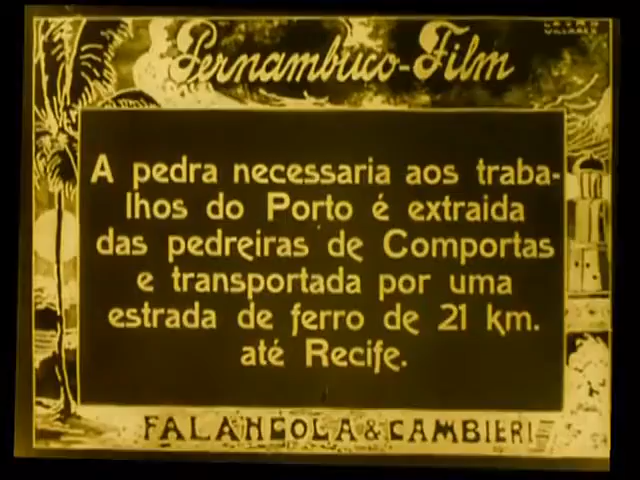 Pernambuco-Film
A pedra necessaria aos traba-
lhos do Porto é extraida
das pedreiras de Comportas
e transportada por uma
estrada de ferro de 21 km.
até Recife.
FALANGOLA & CAMBIERI